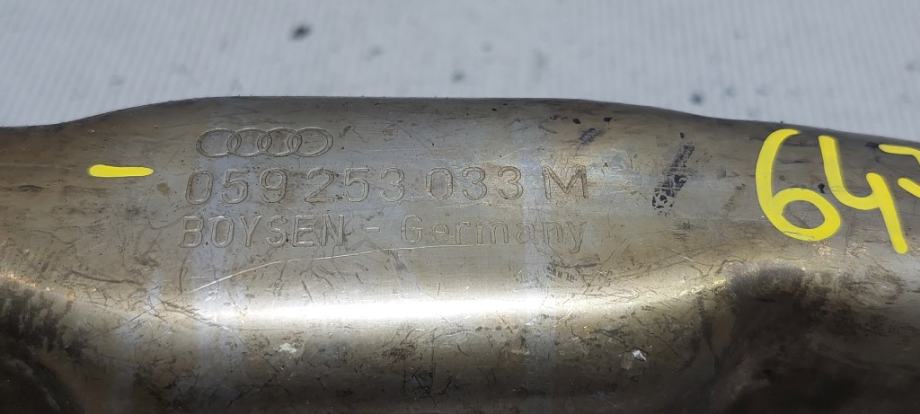 059 253 033 M
BOYSEN - Germany
64